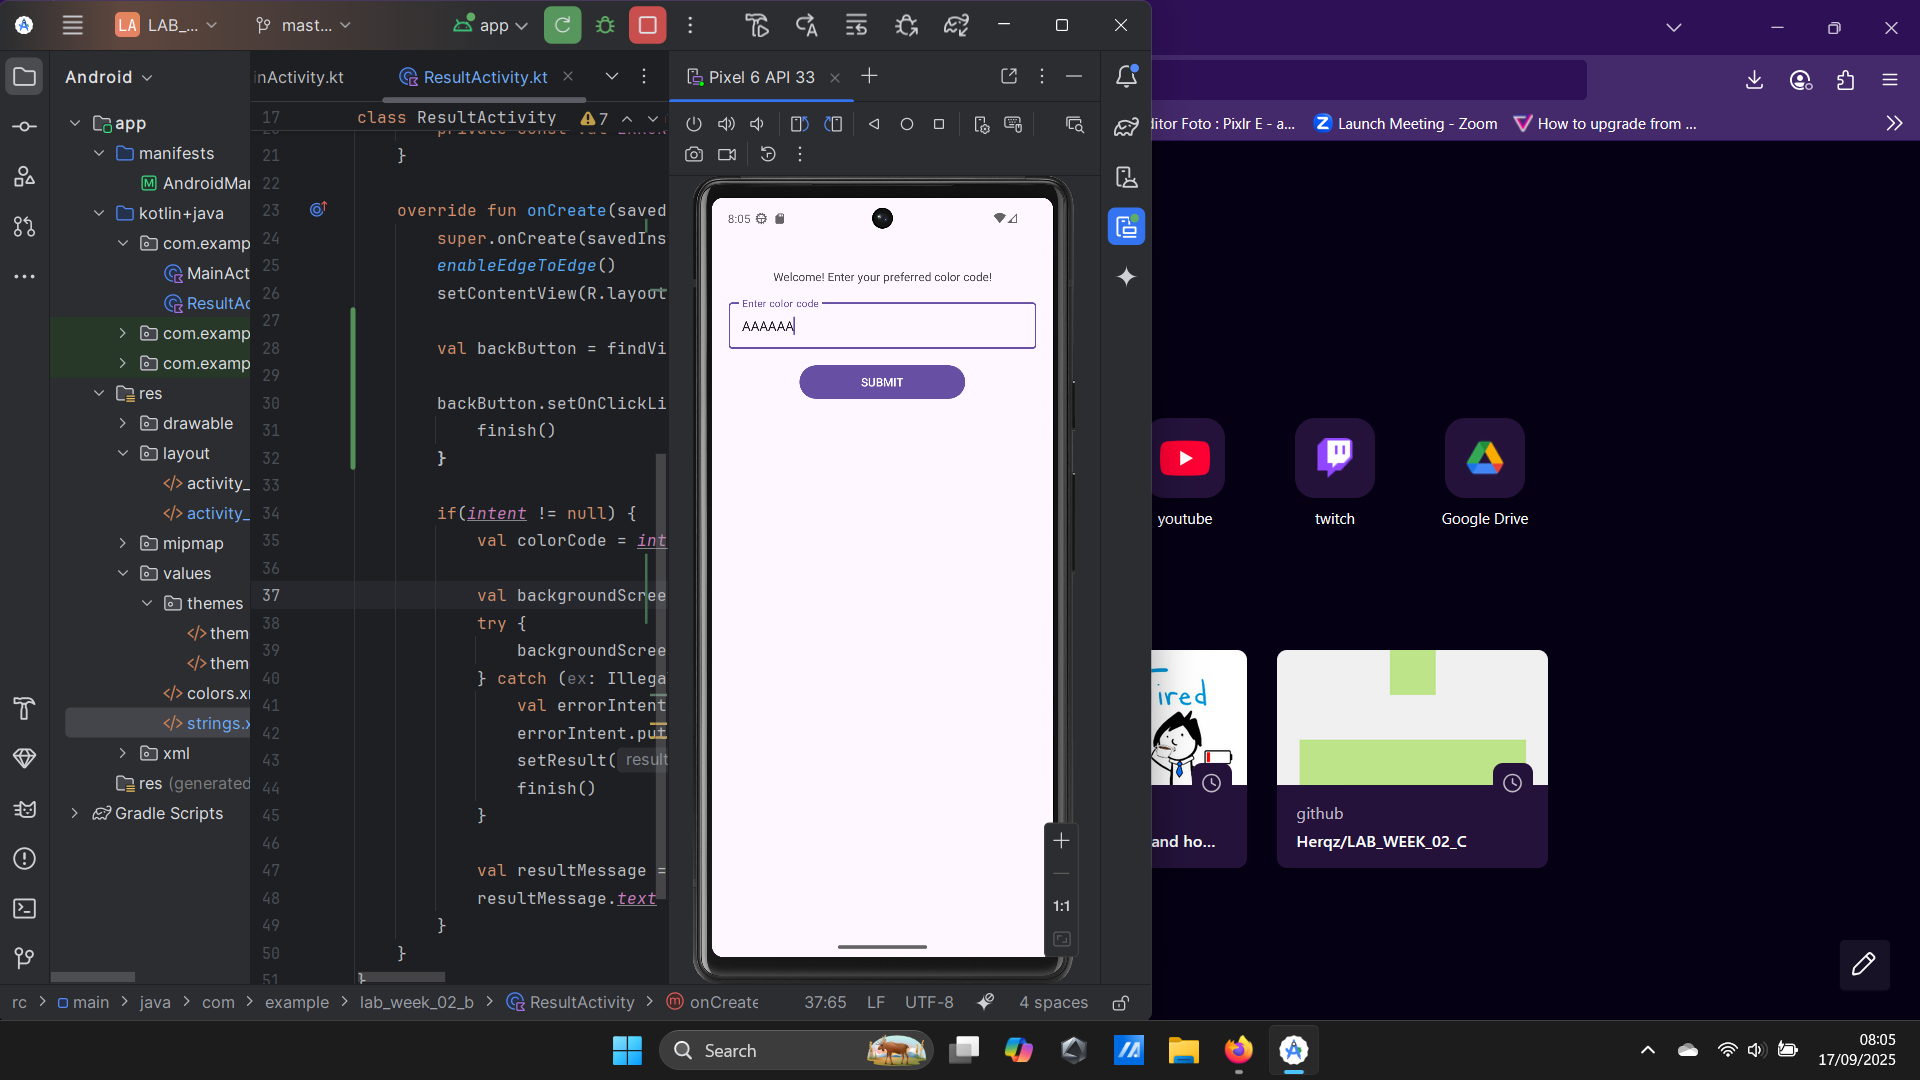 LA LAB_...
mast...
app
Android
inActivity.kt
ResultActivity.kt
Pixel 6 API 33
app
manifests
AndroidMan
kotlin+java
com.examp
MainAct
ResultAc
com.examp
com.examp
res
drawable
layout
activity_
activity_
mipmap
values
themes
them
them
colors.x
strings.x
xml
res (generated
Gradle Scripts
17 class ResultActivity
7
21 }
22
23 override fun onCreate(saved
24 super.onCreate(savedIns
25 enableEdgeToEdge()
26 setContentView(R.layout
27
28 val backButton = findVi
29
30 backButton.setOnClickLi
31 finish()
32 }
33
34 if(intent != null) {
35 val colorCode = int
36
37 val backgroundScree
38 try {
39 backgroundScree
40 } catch (ex: Illega
41 val errorIntent
42 errorIntent.put
43 setResult( result
44 finish()
45 }
46
47 val resultMessage =
48 resultMessage.text
49 }
50 }
51 }
8:05
Welcome! Enter your preferred color code!
Enter color code
AAAAAA
SUBMIT
1:1
rc > main > java > com > example > lab_week_02_b > ResultActivity > onCreate
37:65 LF UTF-8 4 spaces
ditor Foto : Pixlr E - a...
Launch Meeting - Zoom
How to upgrade from ...
youtube
twitch
Google Drive
ired
and ho...
github
Herqz/LAB_WEEK_02_C
Search
08:05
17/09/2025